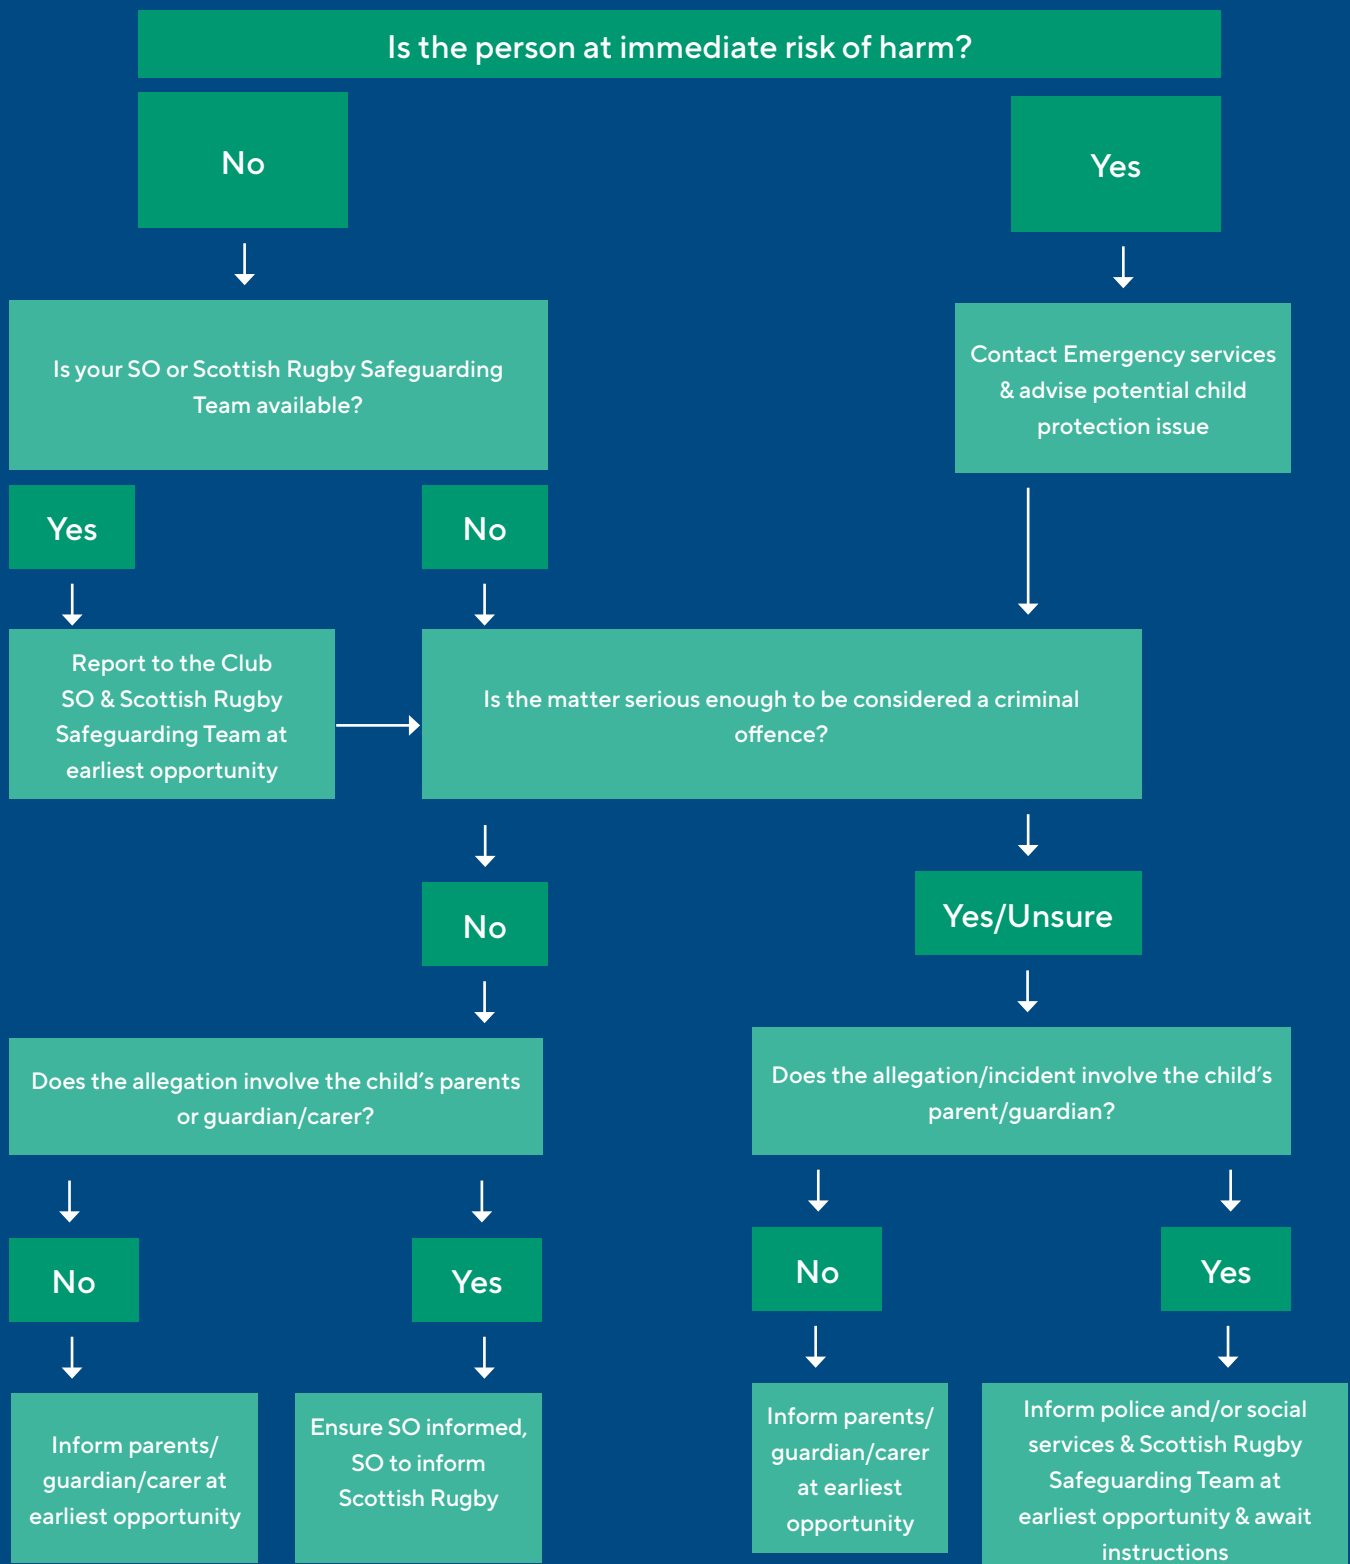 Is the person at immediate risk of harm?
No
Yes
Is your SO or Scottish Rugby Safeguarding
Team available?
Contact Emergency services
& advise potential child
protection issue
Yes
No
Report to the Club
SO & Scottish Rugby
Safeguarding Team at
earliest opportunity
Is the matter serious enough to be considered a criminal
offence?
No
Yes/Unsure
Does the allegation involve the child’s parents
or guardian/carer?
Does the allegation/incident involve the child’s
parent/guardian?
No
Yes
No
Yes
Inform parents/
guardian/carer at
earliest opportunity
Ensure SO informed,
SO to inform
Scottish Rugby
Inform parents/
guardian/carer
at earliest
opportunity
Inform police and/or social
services & Scottish Rugby
Safeguarding Team at
earliest opportunity & await
instructions